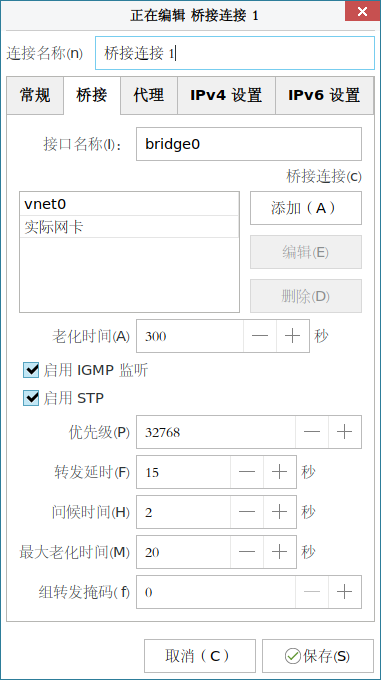 正在编辑 桥接连接 1
连接名称(n) 桥接连接 1
常规 桥接 代理 IPv4 设置 IPv6 设置
接口名称(I): bridge0
桥接连接(c)
vnet0
实际网卡
添加（A）
编辑(E)
删除(D)
老化时间(A) 300 秒
启用 IGMP 监听
启用 STP
优先级(P) 32768
转发延时(F) 15 秒
问候时间(H) 2 秒
最大老化时间(M) 20 秒
组转发掩码( f) 0
取消（C） 保存(S)